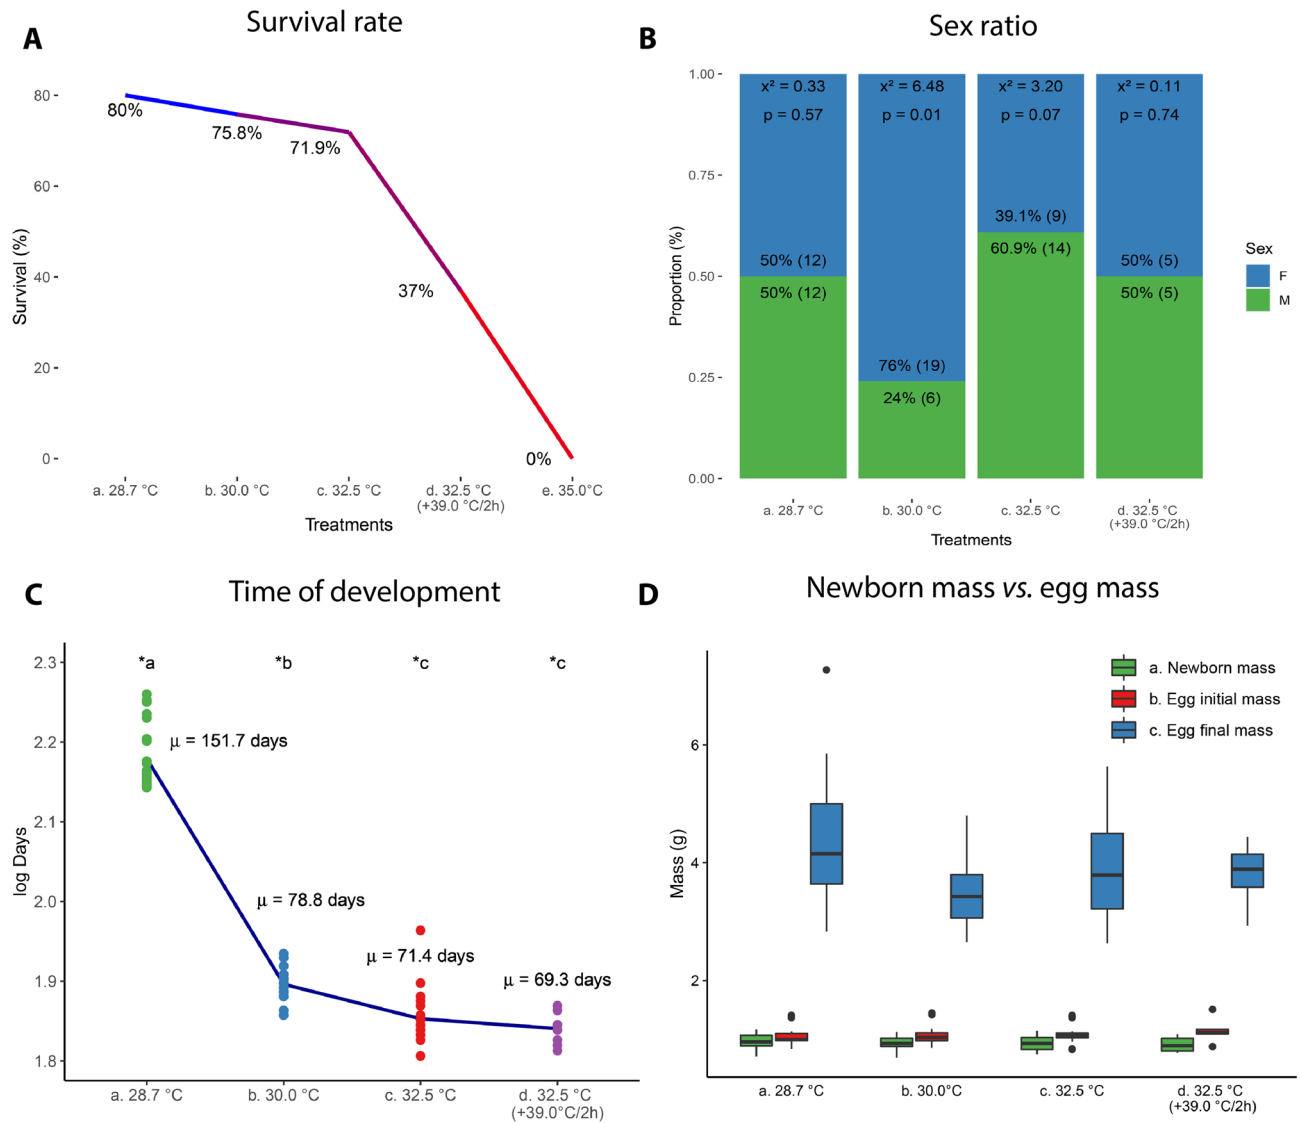 A
Survival rate
80
60
40
20
0
Survival (%)
80%
75.8%
71.9%
37%
0%
a. 28.7 °C
b. 30.0 °C
c. 32.5 °C
d. 32.5 °C
(+39.0 °C/2h)
e. 35.0°C
Treatments
B
Sex ratio
1.00
0.75
0.50
0.25
0.00
Proportion (%)
x² = 0.33
p = 0.57
50% (12)
50% (12)
x² = 6.48
p = 0.01
76% (19)
24% (6)
x² = 3.20
p = 0.07
39.1% (9)
60.9% (14)
x² = 0.11
p = 0.74
50% (5)
50% (5)
a. 28.7 °C
b. 30.0 °C
c. 32.5 °C
d. 32.5 °C
(+39.0 °C/2h)
Treatments
Sex
F
M
C
Time of development
2.3
2.2
2.1
2.0
1.9
1.8
log Days
*a
*b
*c
*c
μ = 151.7 days
μ = 78.8 days
μ = 71.4 days
μ = 69.3 days
a. 28.7 °C
b. 30.0 °C
c. 32.5 °C
d. 32.5 °C
(+39.0°C/2h)
D
Newborn mass vs. egg mass
6
4
2
Mass (g)
a. Newborn mass
b. Egg initial mass
c. Egg final mass
a. 28.7 °C
b. 30.0°C
c. 32.5 °C
d. 32.5 °C
(+39.0 °C/2h)